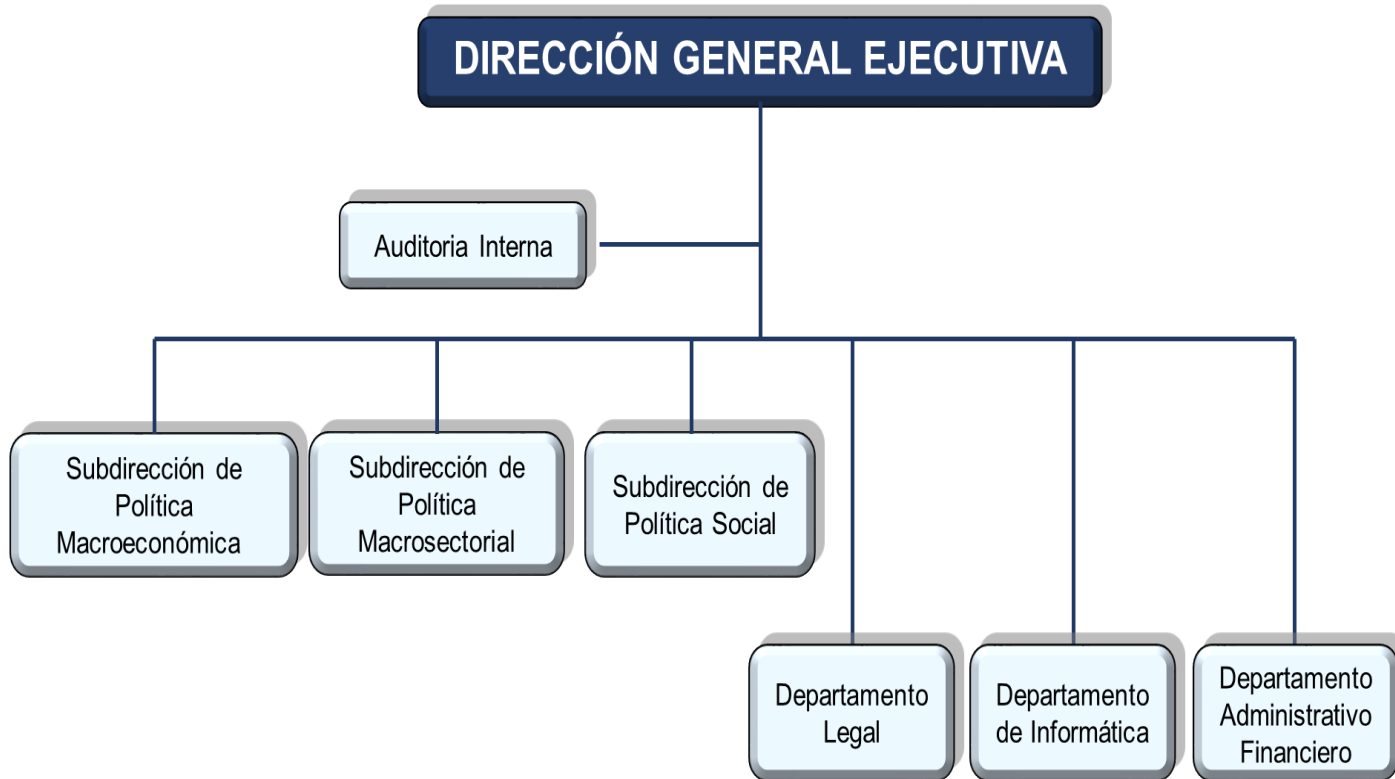 DIRECCIÓN GENERAL EJECUTIVA
Auditoria Interna
Subdirección de
Política
Macroeconómica
Subdirección de
Política
Macrosectorial
Subdirección de
Política Social
Departamento
Legal
Departamento
de Informática
Departamento
Administrativo
Financiero